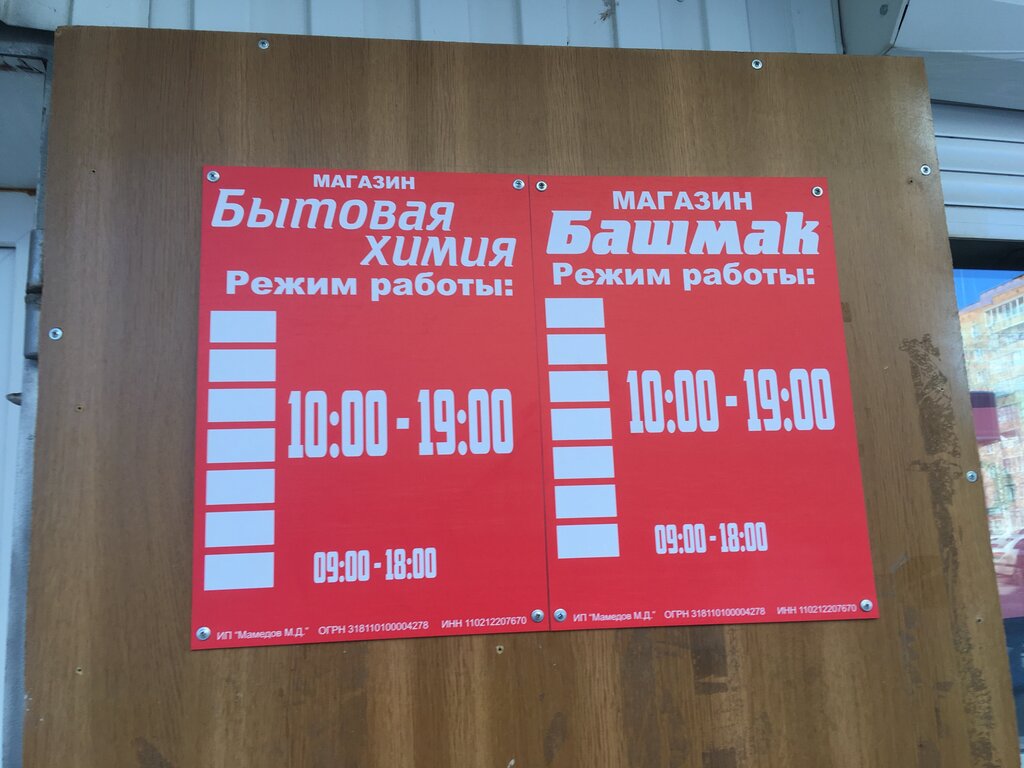 МАГАЗИН
Бытовая
химия
Режим работы:
10:00 - 19:00
09:00 - 18:00
ИП "Мамедов М.Д." ОГРН 318110100004278 ИНН 110212207670
МАГАЗИН
Башмак
Режим работы:
10:00 - 19:00
09:00 - 18:00
ИП "Мамедов М.Д." ОГРН 318110100004278 ИНН 110212207670